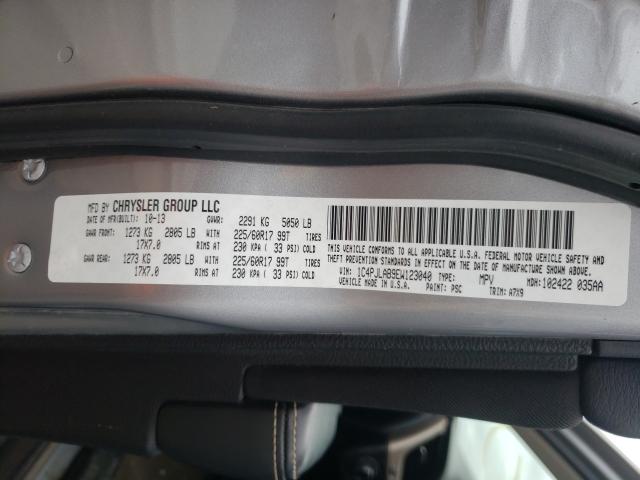 MFD BY CHRYSLER GROUP LLC
DATE OF MFR(BUILT): 10-13 GVWR: 2291 KG 5050 LB
GAWR FRONT: 1273 KG 2805 LB WITH 225/60R17 99T TIRES
17X7.0 RIMS AT 230 KPA ( 33 PSI) COLD
GAWR REAR: 1273 KG 2805 LB WITH 225/60R17 99T TIRES
17X7.0 RIMS AT 230 KPA ( 33 PSI) COLD
THIS VEHICLE CONFORMS TO ALL APPLICABLE U.S.A. FEDERAL MOTOR VEHICLE SAFETY AND
THEFT PREVENTION STANDARDS IN EFFECT ON THE DATE OF MANUFACTURE SHOWN ABOVE.
VIN: 1C4PJLAB9EW123040 TYPE: MPV MDH:102422 035AA
VEHICLE MADE IN U.S.A. PAINT: PSC TRIM: A7X9